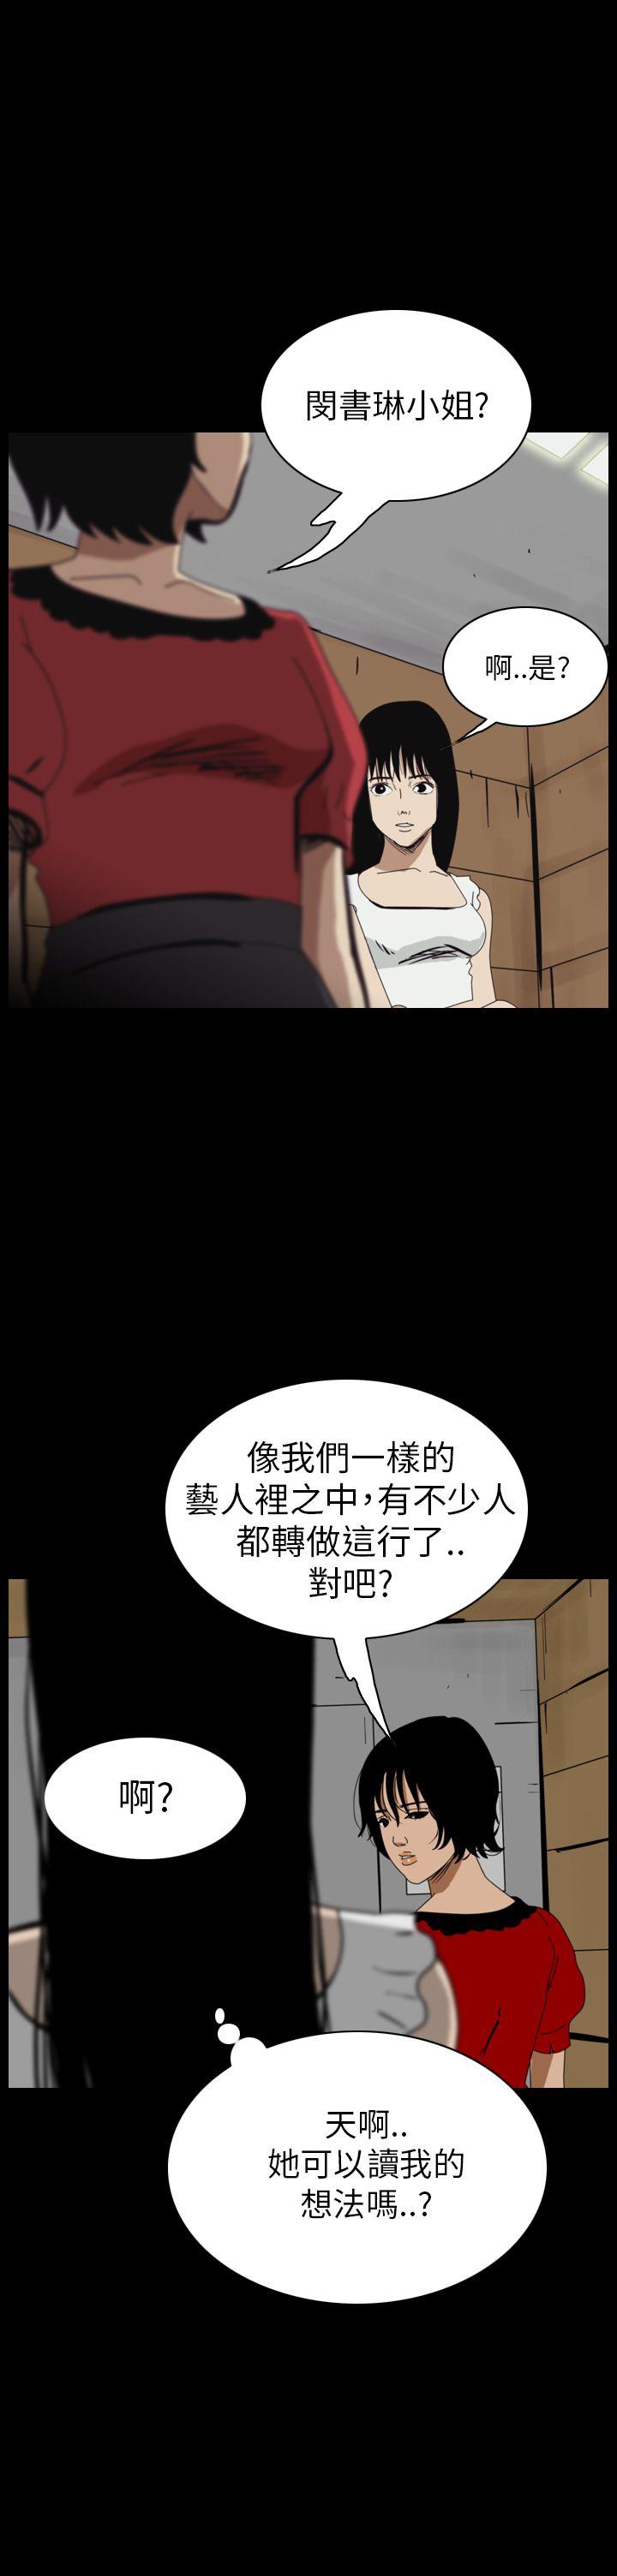 閔書琳小姐?
啊..是?
像我們一樣的
藝人裡之中,有不少人
都轉做這行了..
對吧?
啊?
天啊..
她可以讀我的
想法嗎..?